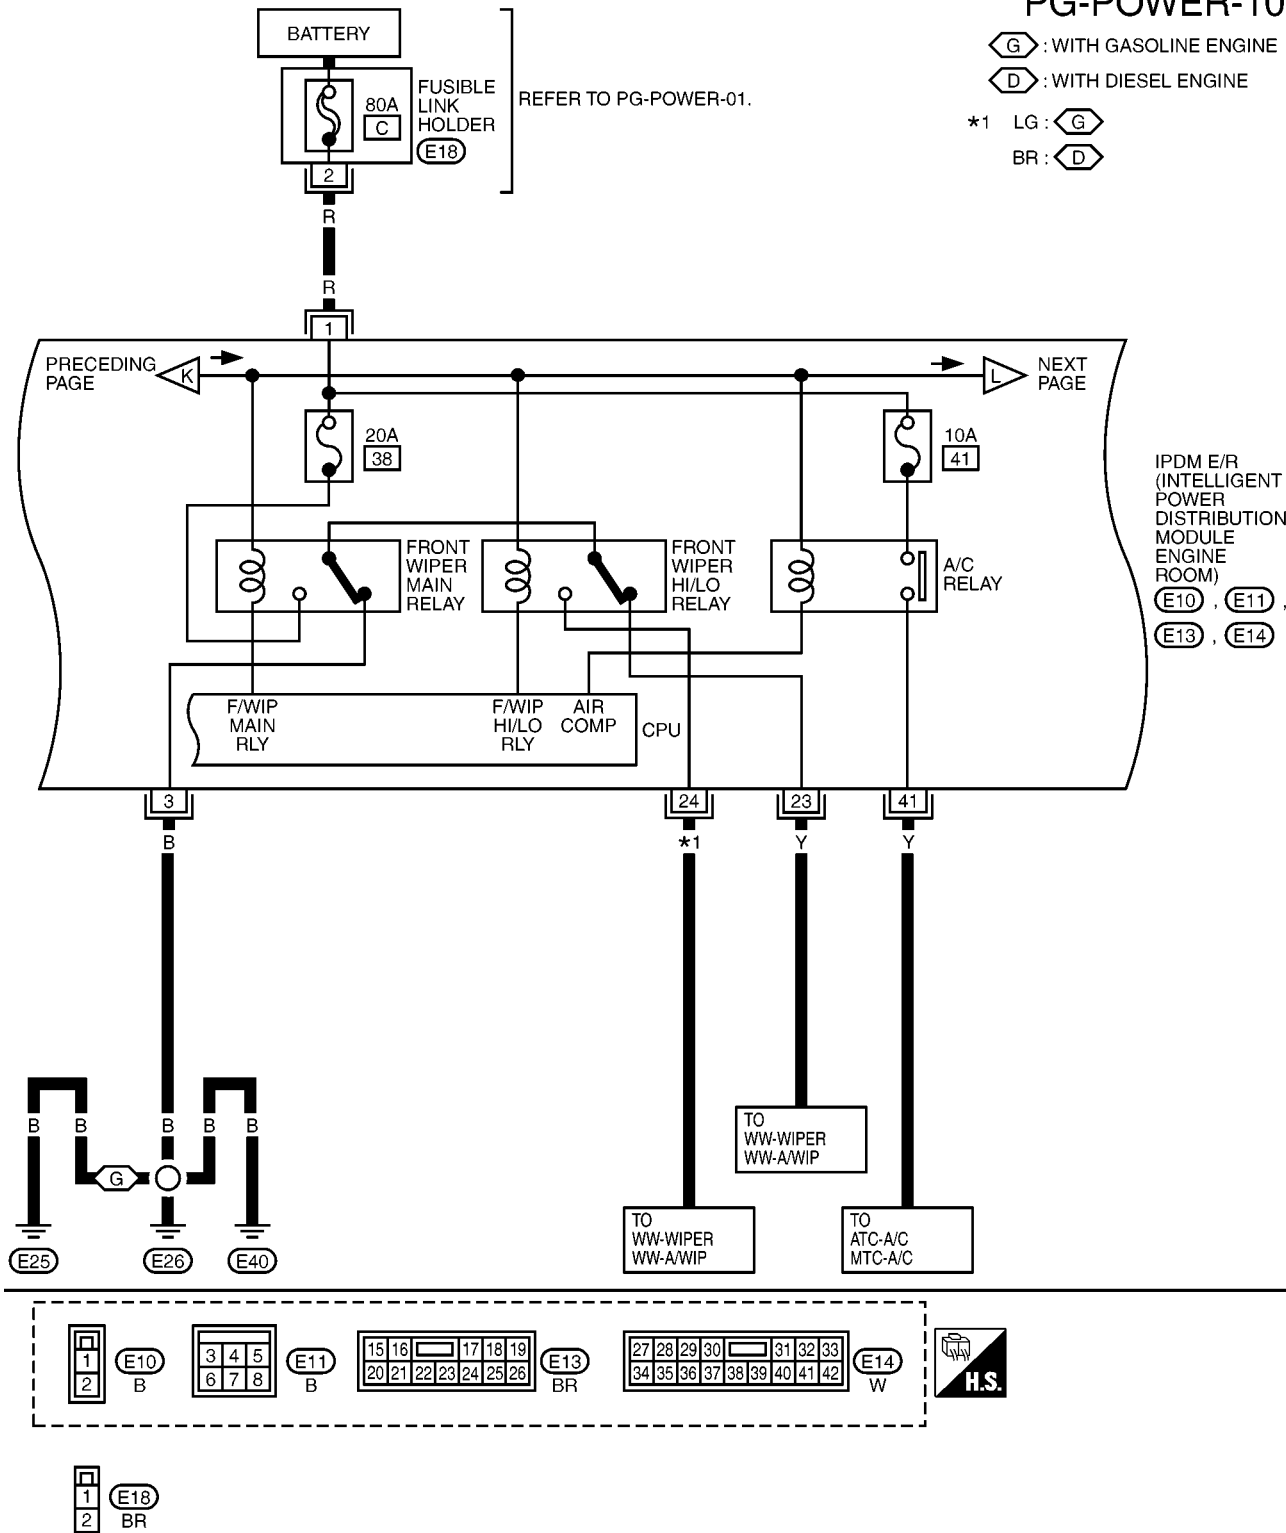 PG-POWER-10
BATTERY
G : WITH GASOLINE ENGINE
D : WITH DIESEL ENGINE
*1 LG : G
BR : D
80A
C
FUSIBLE
LINK
HOLDER
E18
REFER TO PG-POWER-01.
2
R
R
1
PRECEDING
PAGE
K
L
NEXT
PAGE
20A
38
10A
41
IPDM E/R
(INTELLIGENT
POWER
DISTRIBUTION
MODULE
ENGINE
ROOM)
E10 , E11 ,
E13 , E14
FRONT
WIPER
MAIN
RELAY
FRONT
WIPER
HI/LO
RELAY
A/C
RELAY
F/WIP
MAIN
RLY
F/WIP
HI/LO
RLY
AIR
COMP
CPU
3
24
23
41
B
*1
Y
Y
B
B
B
B
B
G
E25
E26
E40
TO
WW-WIPER
WW-A/WIP
TO
WW-WIPER
WW-A/WIP
TO
ATC-A/C
MTC-A/C
1
2
E10
B
3 4 5
6 7 8
E11
B
15 16 17 18 19
20 21 22 23 24 25 26
E13
BR
27 28 29 30 31 32 33
34 35 36 37 38 39 40 41 42
E14
W
H.S.
1
2
E18
BR